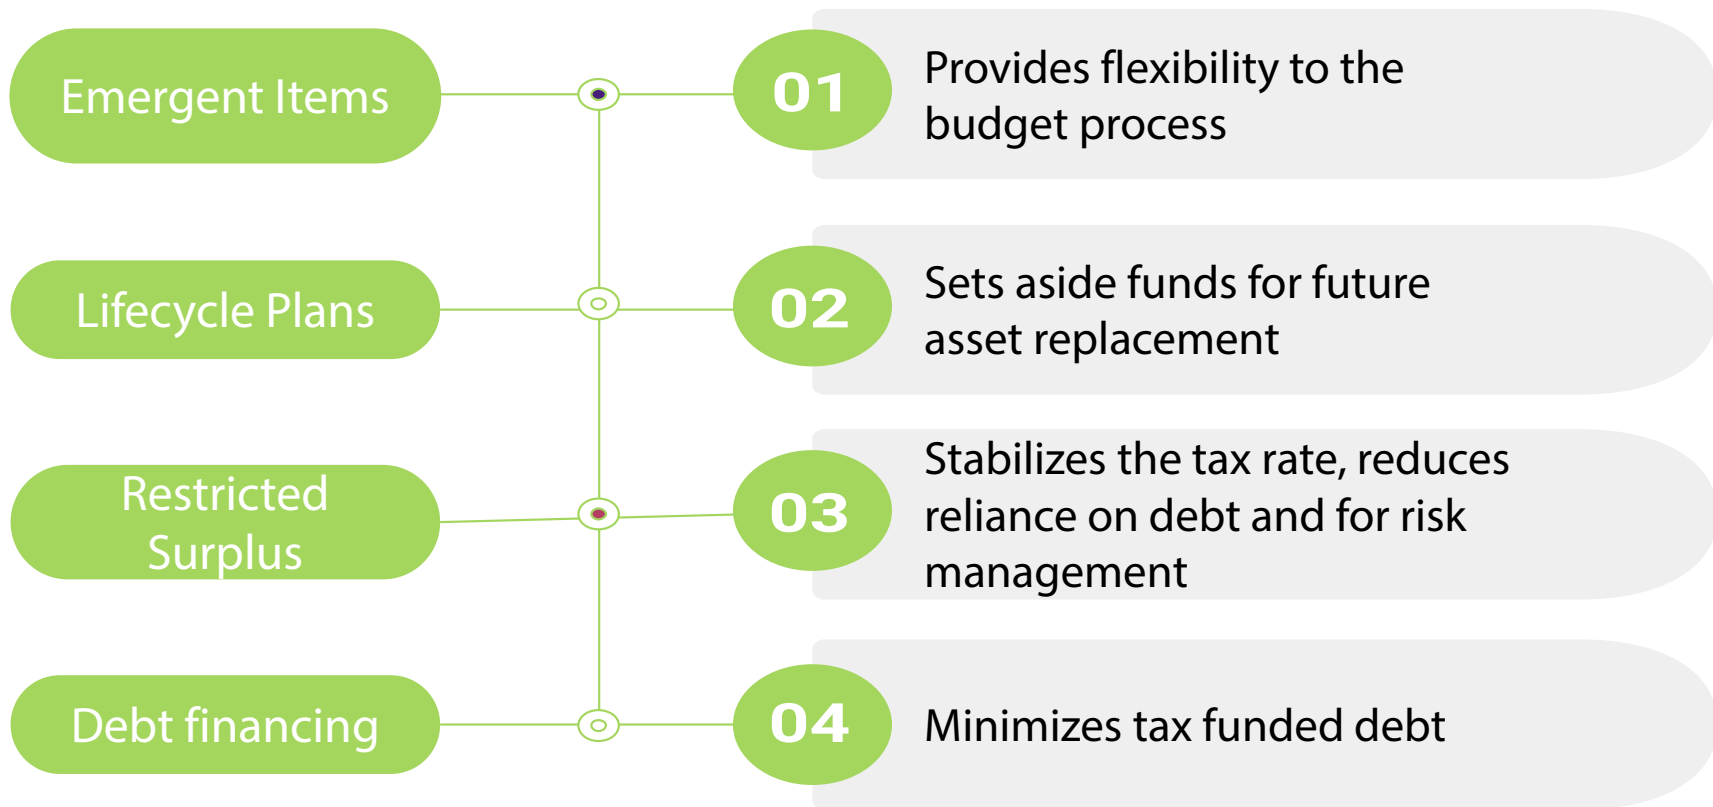 Emergent Items
01
Provides flexibility to the
budget process
Lifecycle Plans
02
Sets aside funds for future
asset replacement
Restricted
Surplus
03
Stabilizes the tax rate, reduces
reliance on debt and for risk
management
Debt financing
04
Minimizes tax funded debt